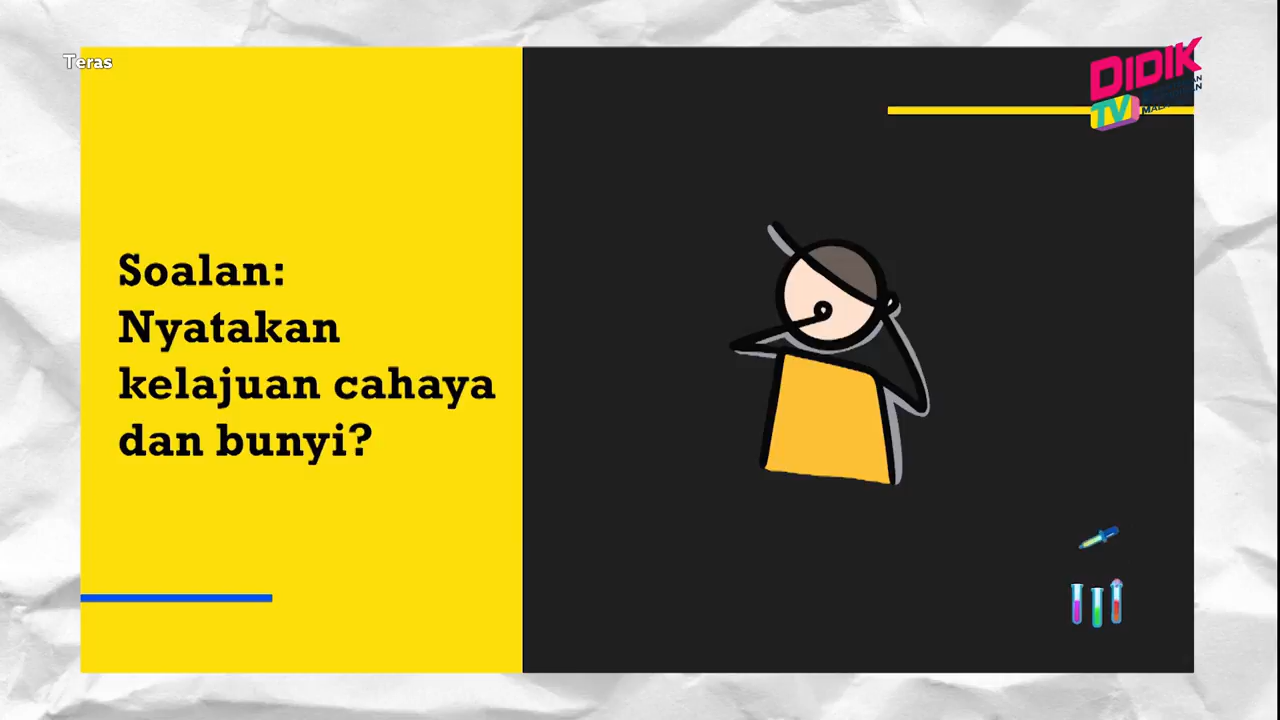 Teras
DIDIK
TV
Soalan:
Nyatakan
kelajuan cahaya
dan bunyi?